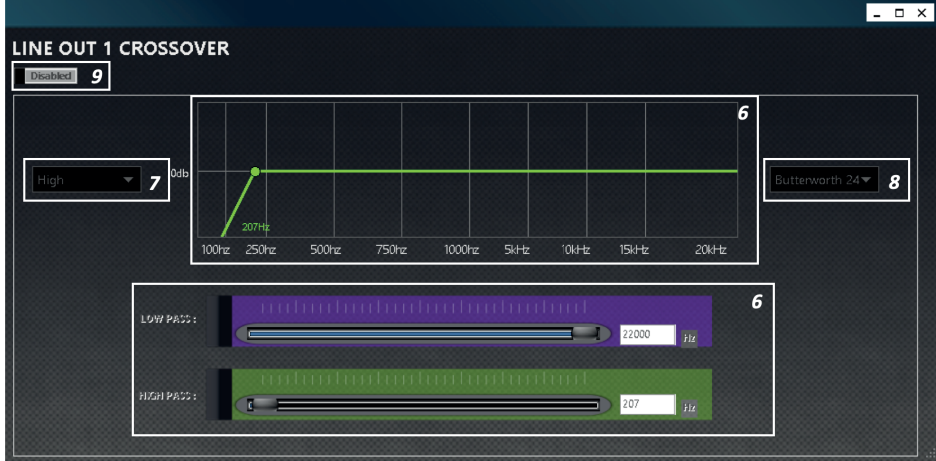 LINE OUT 1 CROSSOVER
Disabled 9
6
High 7
0db
Butterworth 24 8
207Hz
100hz 250hz 500hz 750hz 1000hz 5kHz 10kHz 15kHz 20kHz
6
LOW PASS:
22000 Hz
HIGH PASS:
207 Hz